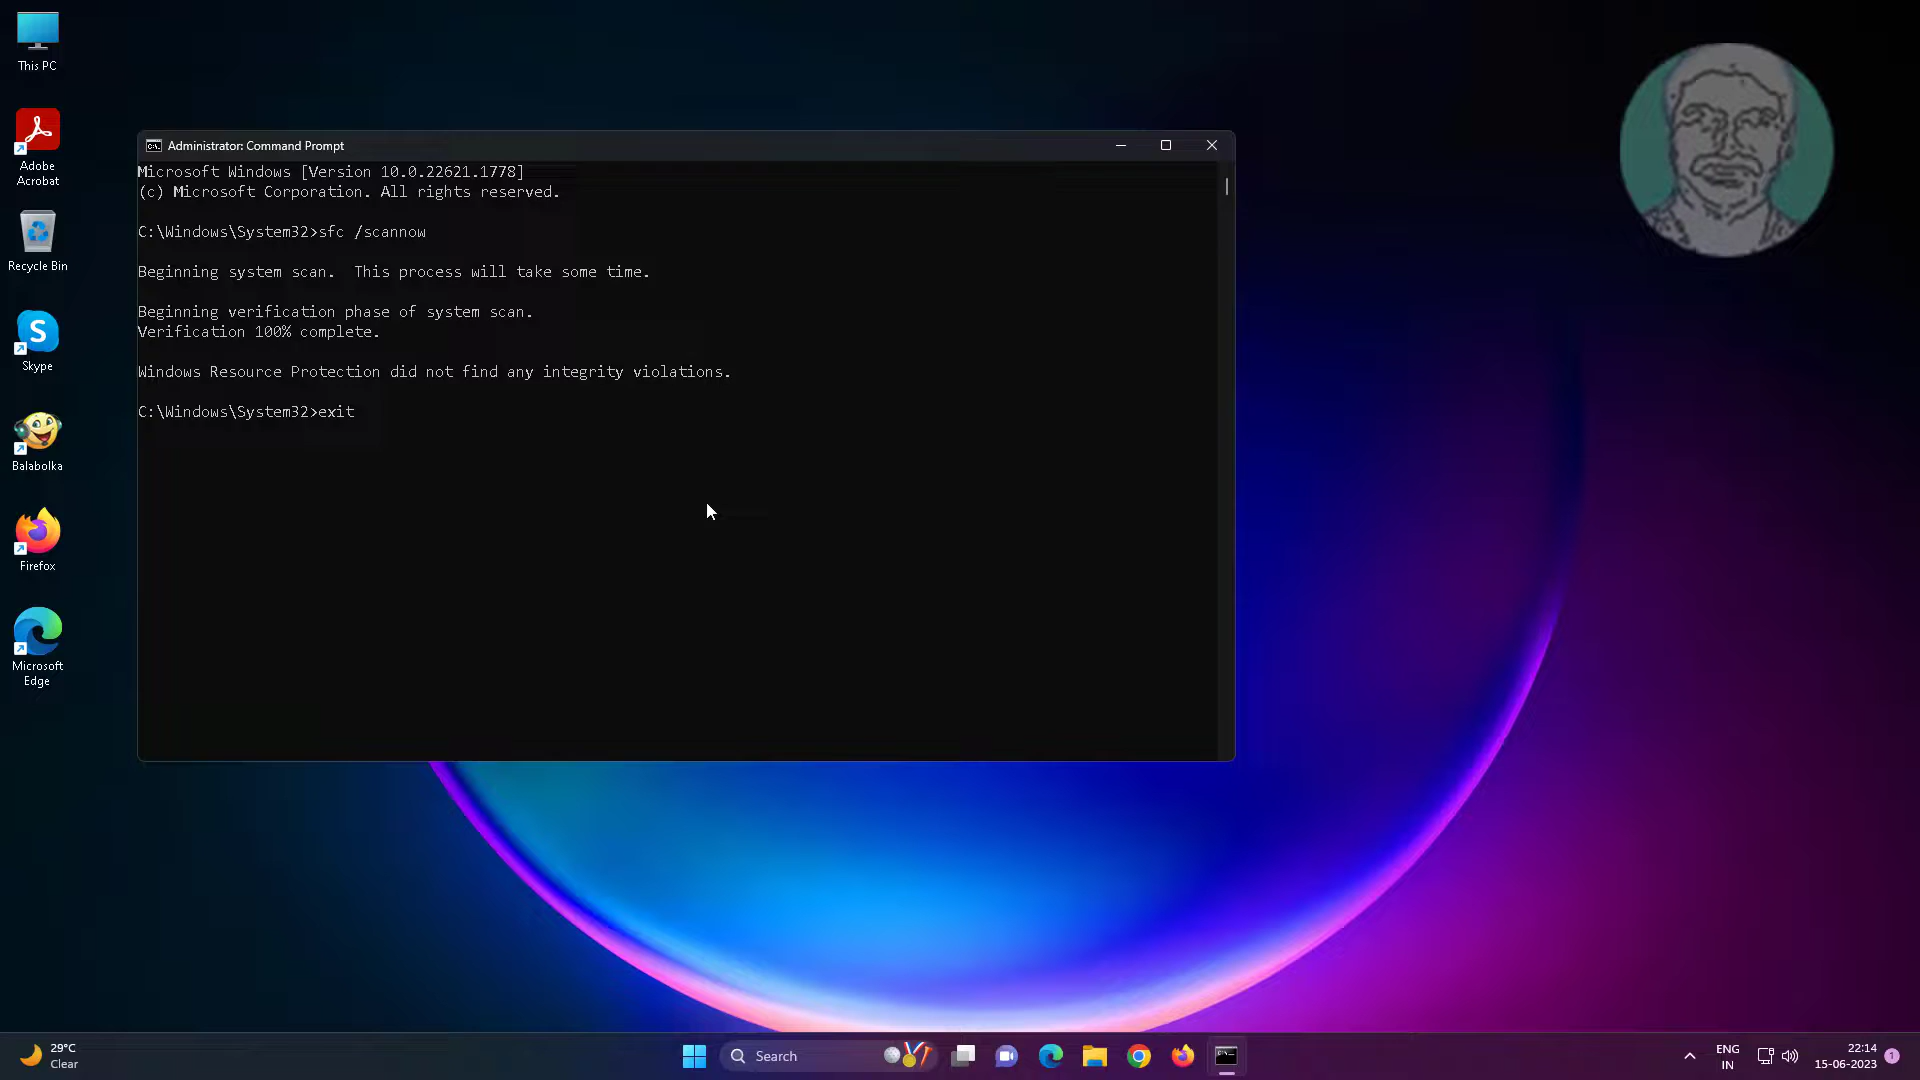 This PC
Adobe
Acrobat
Recycle Bin
Skype
Balabolka
Firefox
Microsoft
Edge
Administrator: Command Prompt
Microsoft Windows [Version 10.0.22621.1778]
(c) Microsoft Corporation. All rights reserved.
C:\Windows\System32>sfc /scannow
Beginning system scan.  This process will take some time.
Beginning verification phase of system scan.
Verification 100% complete.
Windows Resource Protection did not find any integrity violations.
C:\Windows\System32>exit
29°C
Clear
Search
ENG
IN
22:14
15-06-2023
1